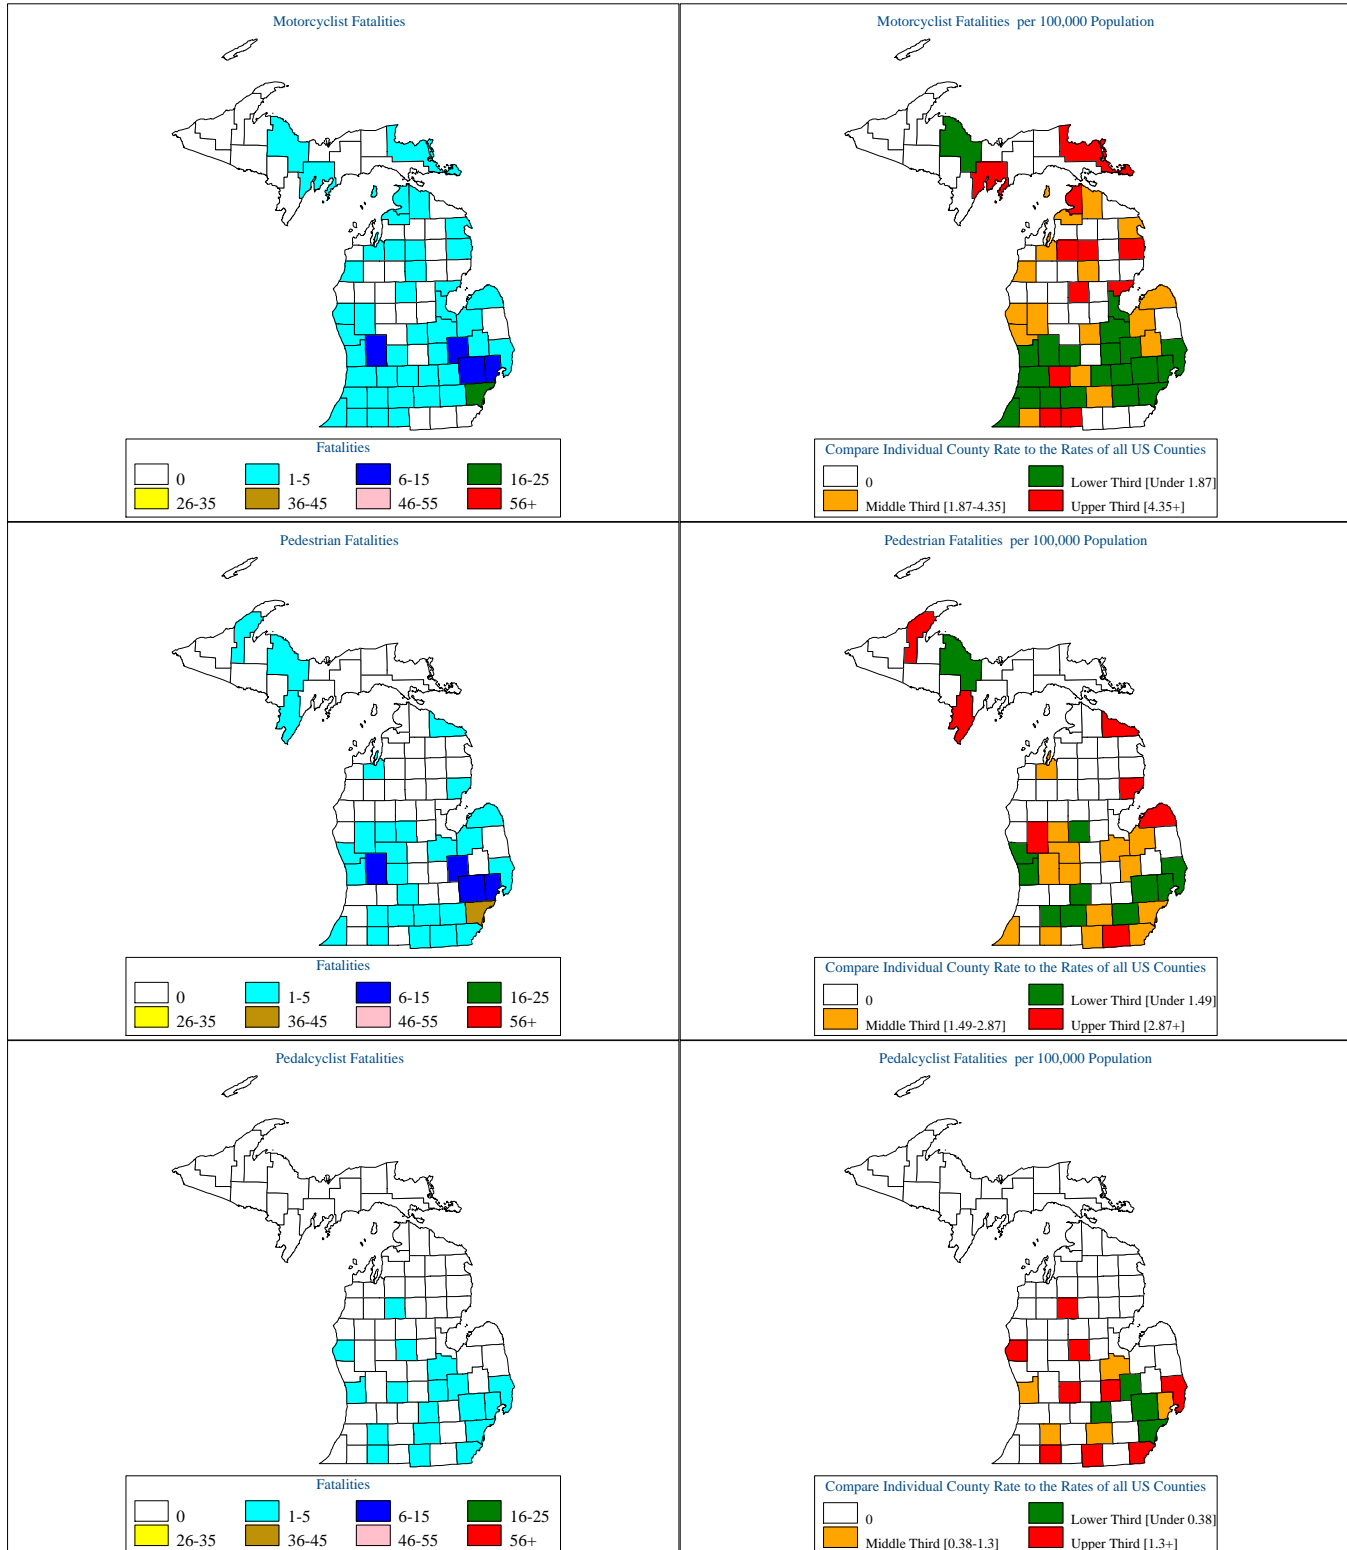 Motorcyclist Fatalities
Motorcyclist Fatalities per 100,000 Population
Fatalities
0 1-5 6-15 16-25
26-35 36-45 46-55 56+
Compare Individual County Rate to the Rates of all US Counties
0 Lower Third [Under 1.87]
Middle Third [1.87-4.35] Upper Third [4.35+]
Pedestrian Fatalities
Pedestrian Fatalities per 100,000 Population
Fatalities
0 1-5 6-15 16-25
26-35 36-45 46-55 56+
Compare Individual County Rate to the Rates of all US Counties
0 Lower Third [Under 1.49]
Middle Third [1.49-2.87] Upper Third [2.87+]
Pedalcyclist Fatalities
Pedalcyclist Fatalities per 100,000 Population
Fatalities
0 1-5 6-15 16-25
26-35 36-45 46-55 56+
Compare Individual County Rate to the Rates of all US Counties
0 Lower Third [Under 0.38]
Middle Third [0.38-1.3] Upper Third [1.3+]